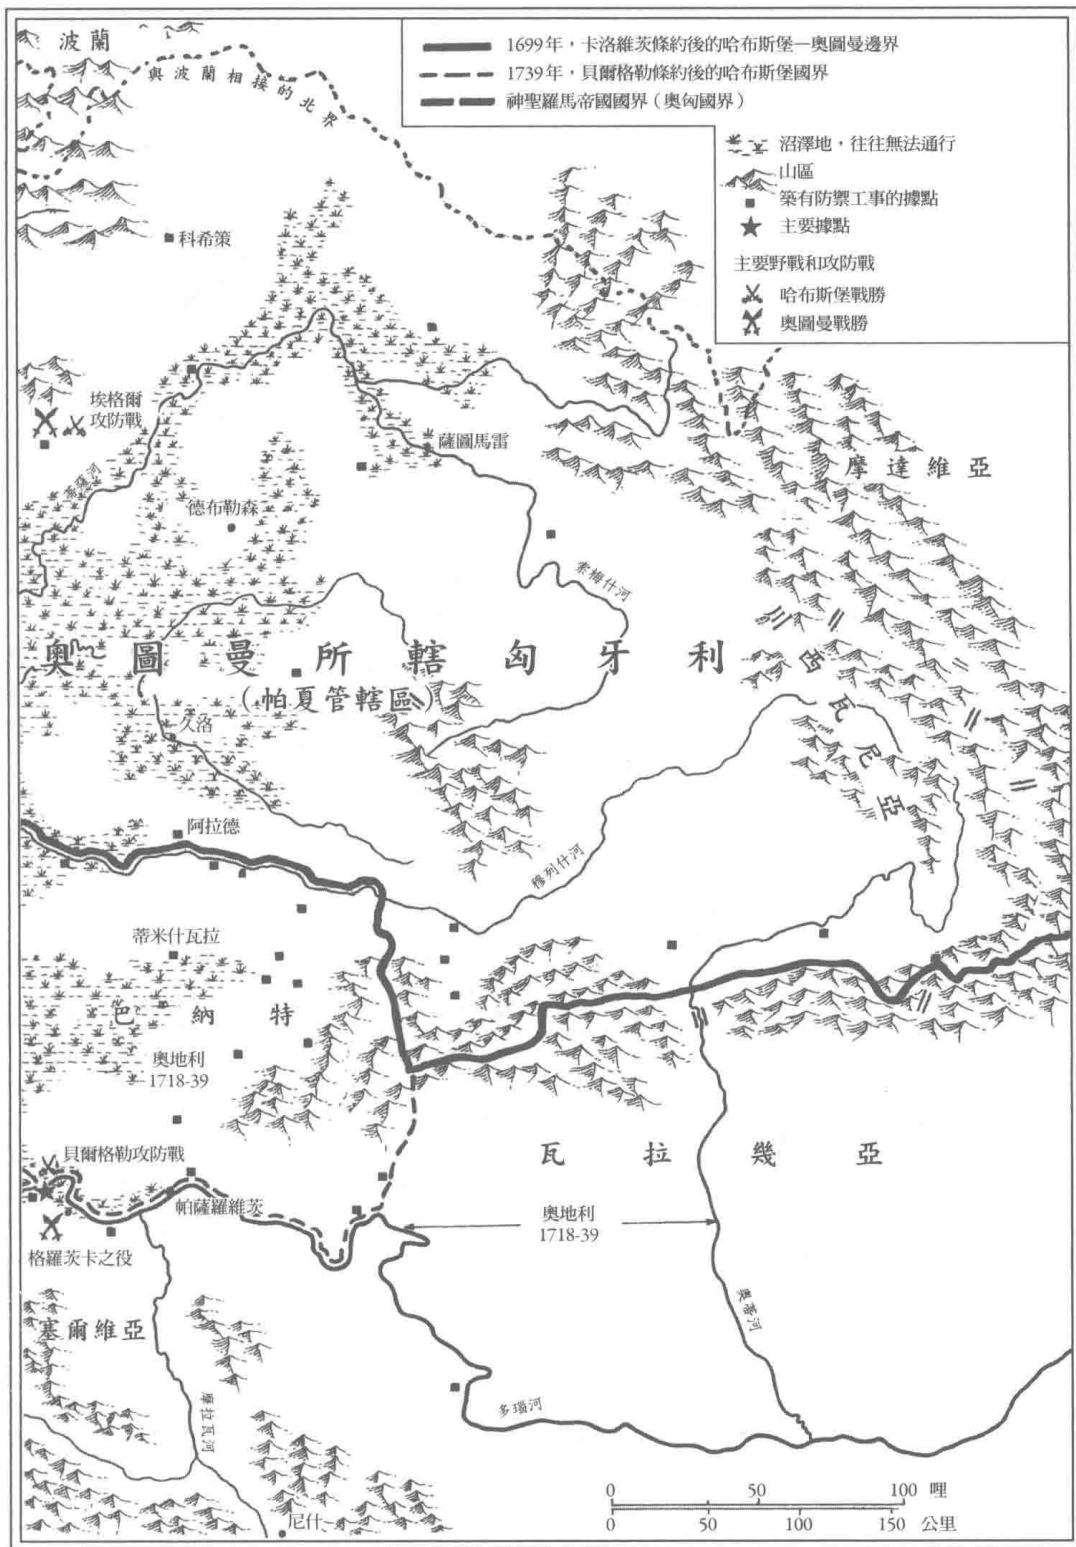 波蘭
與波蘭相接的北界
1699年，卡洛維茨條約後的哈布斯堡—奧圖曼邊界
1739年，貝爾格勒條約後的哈布斯堡國界
神聖羅馬帝國國界（奧匈國界）
沼澤地，往往無法通行
山區
築有防禦工事的據點
主要據點
主要野戰和攻防戰
哈布斯堡戰勝
奧圖曼戰勝
科希策
埃格爾
攻防戰
薩圖馬雷
摩達維亞
德布勒森
索梅什河
奧圖曼所轄匈牙利
（帕夏管轄區）
西瓦尼亞
久洛
阿拉德
穆列什河
蒂米什瓦拉
巴納特
奧地利
1718-39
瓦拉幾亞
貝爾格勒攻防戰
帕薩羅維茨
奧地利
1718-39
格羅茨卡之役
塞爾維亞
奧蒂河
摩拉瓦河
多瑙河
尼什
0 50 100 哩
0 50 100 150 公里